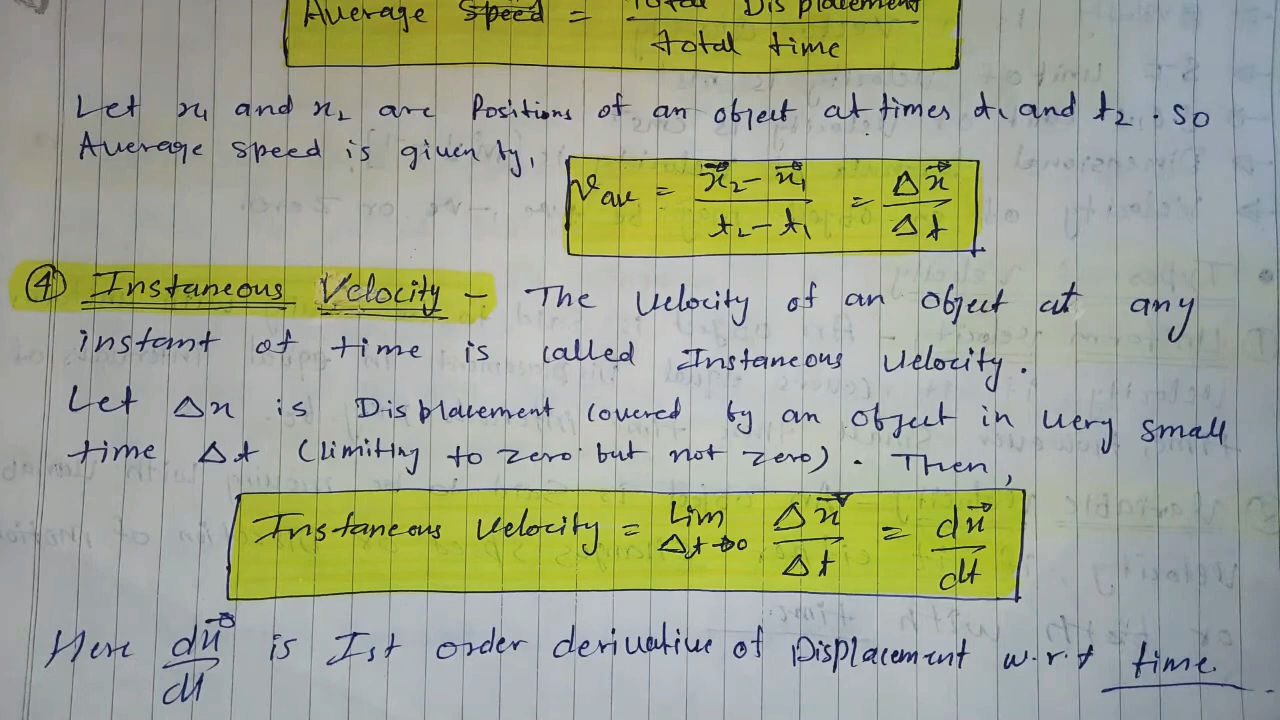 Average Speed = Total Displacement
total time
Let x₁ and x₂ are Positions of an object at times t₁ and t₂. So
Average speed is given by,
Vav = x⃗₂ - x⃗₁ / t₂ - t₁ = Δx⃗ / Δt
④ Instaneous Velocity - The velocity of an object at any
instant of time is called Instaneous velocity.
Let Δx is Displacement covered by an object in very small
time Δt (limiting to zero but not zero). Then,
Instaneous Velocity = Lim Δt→0 Δx⃗ / Δt = dx⃗ / dt
Here dx⃗ / dt is Ist order derivative of Displacement w.r.t time.